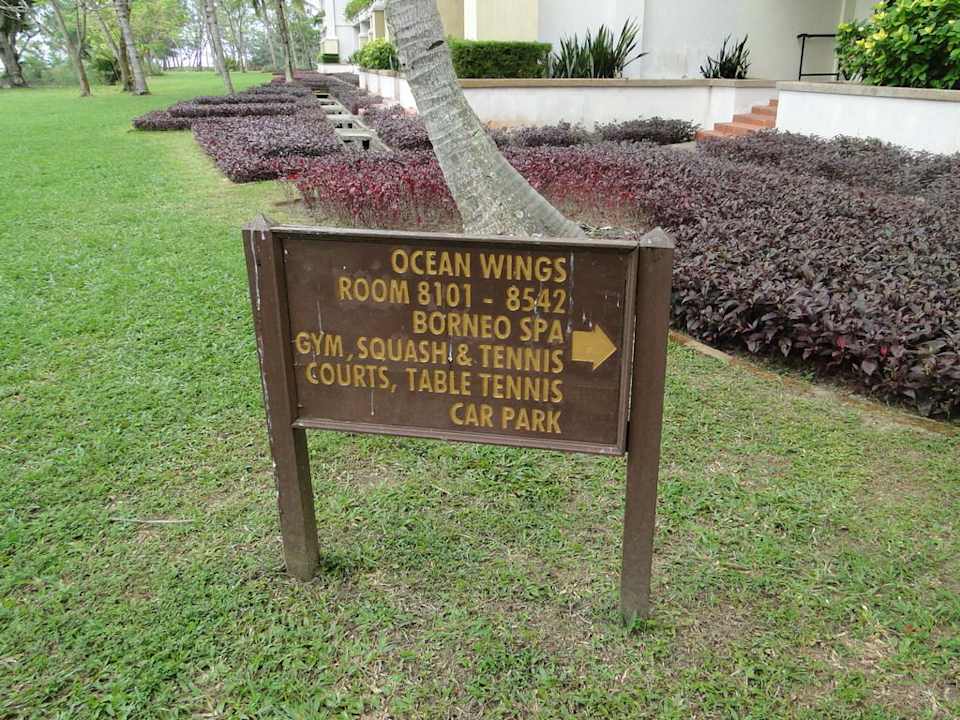 OCEAN WINGS
ROOM 8101 - 8542
BORNEO SPA
GYM, SQUASH & TENNIS
COURTS, TABLE TENNIS
CAR PARK